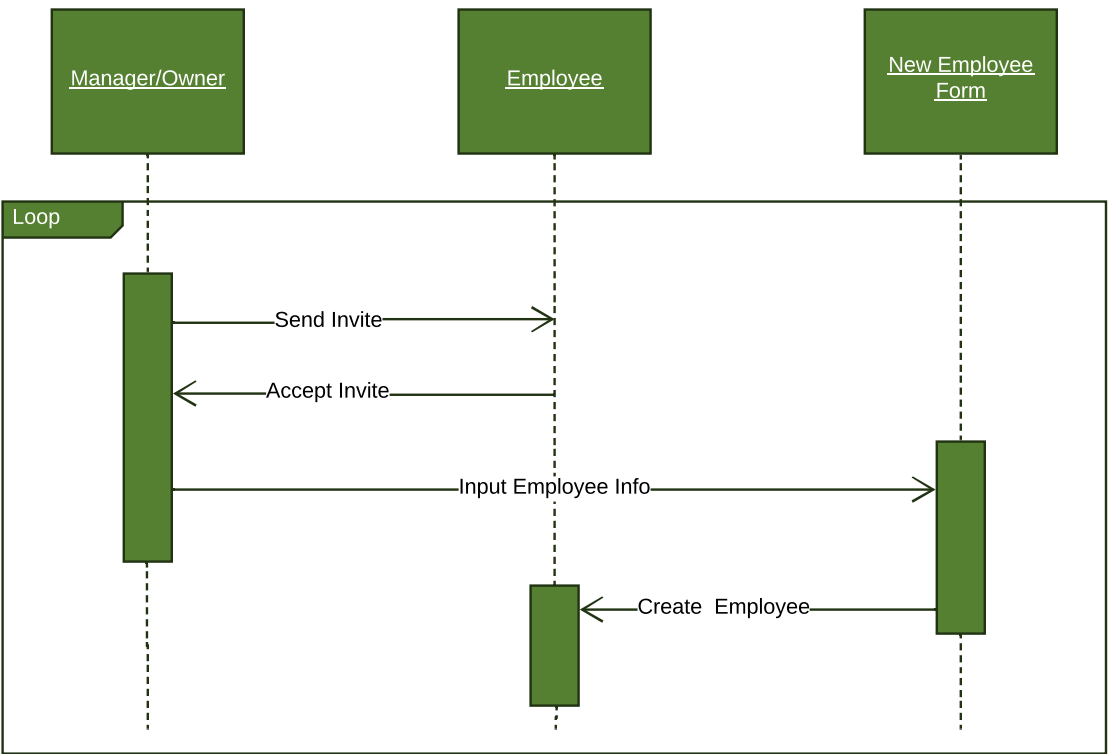 Manager/Owner
Employee
New Employee
Form
Loop
Send Invite
Accept Invite
Input Employee Info
Create  Employee